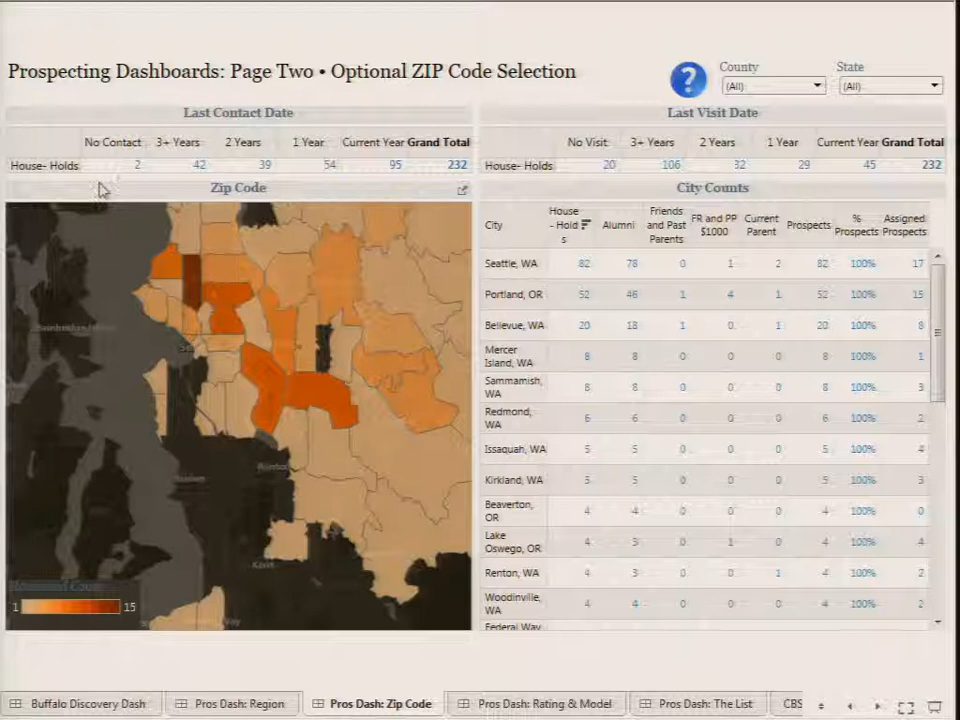 Prospecting Dashboards: Page Two • Optional ZIP Code Selection
?
County
State
(All)
(All)
Last Contact Date
No Contact 3+ Years 2 Years 1 Year Current Year Grand Total
House- Holds 2 42 39 54 95 232
Last Visit Date
No Visit 3+ Years 2 Years 1 Year Current Year Grand Total
House- Holds 20 106 32 29 45 232
Zip Code
Renton
Kent
1 15
City Counts
City House - Hold s Alumni Friends and Past Parents FR and PP $1000 Current Parent Prospects % Prospects Assigned Prospects
Seattle, WA 82 78 0 1 2 82 100% 17
Portland, OR 52 46 1 4 1 52 100% 15
Bellevue, WA 20 18 1 0 1 20 100% 8
Mercer Island, WA 8 8 0 0 0 8 100% 1
Sammamish, WA 8 8 0 0 0 8 100% 3
Redmond, WA 6 6 0 0 0 6 100% 2
Issaquah, WA 5 5 0 0 0 5 100% 4
Kirkland, WA 5 5 0 0 0 5 100% 3
Beaverton, OR 4 4 0 0 0 4 100% 0
Lake Oswego, OR 4 3 0 1 0 4 100% 4
Renton, WA 4 3 0 0 1 4 100% 2
Woodinville, WA 4 4 0 0 0 4 100% 2
Federal Way
Buffalo Discovery Dash
Pros Dash: Region
Pros Dash: Zip Code
Pros Dash: Rating & Model
Pros Dash: The List
CBS